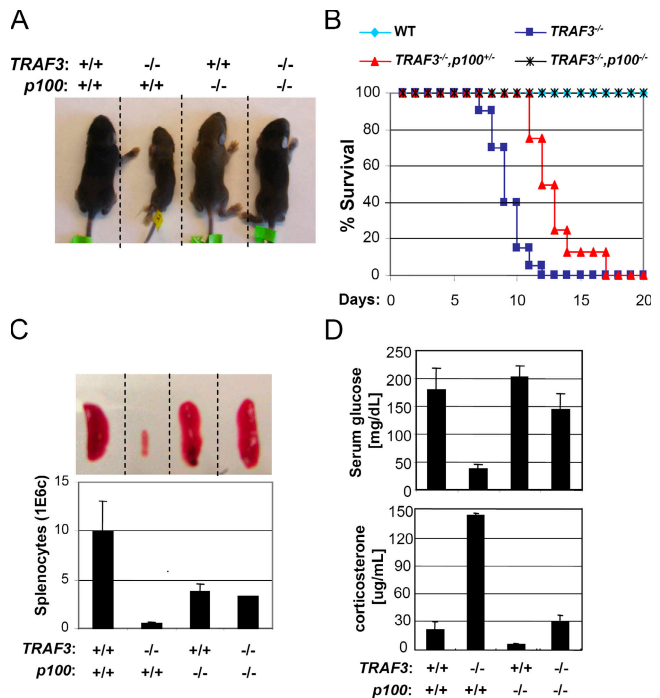 A
TRAF3: +/+ -/- +/+ -/-
p100: +/+ +/+ -/- -/-
B
WT TRAF3-/-
TRAF3-/-,p100+/- TRAF3-/-,p100-/-
% Survival
100
80
60
40
20
0
Days: 0 5 10 15 20
C
Splenocytes (1E6c)
15
10
5
0
TRAF3: +/+ -/- +/+ -/-
p100: +/+ +/+ -/- -/-
D
Serum glucose
[mg/dL]
250
200
150
100
50
0
corticosterone
[ug/mL]
150
120
90
60
30
0
TRAF3: +/+ -/- +/+ -/-
p100: +/+ +/+ -/- -/-